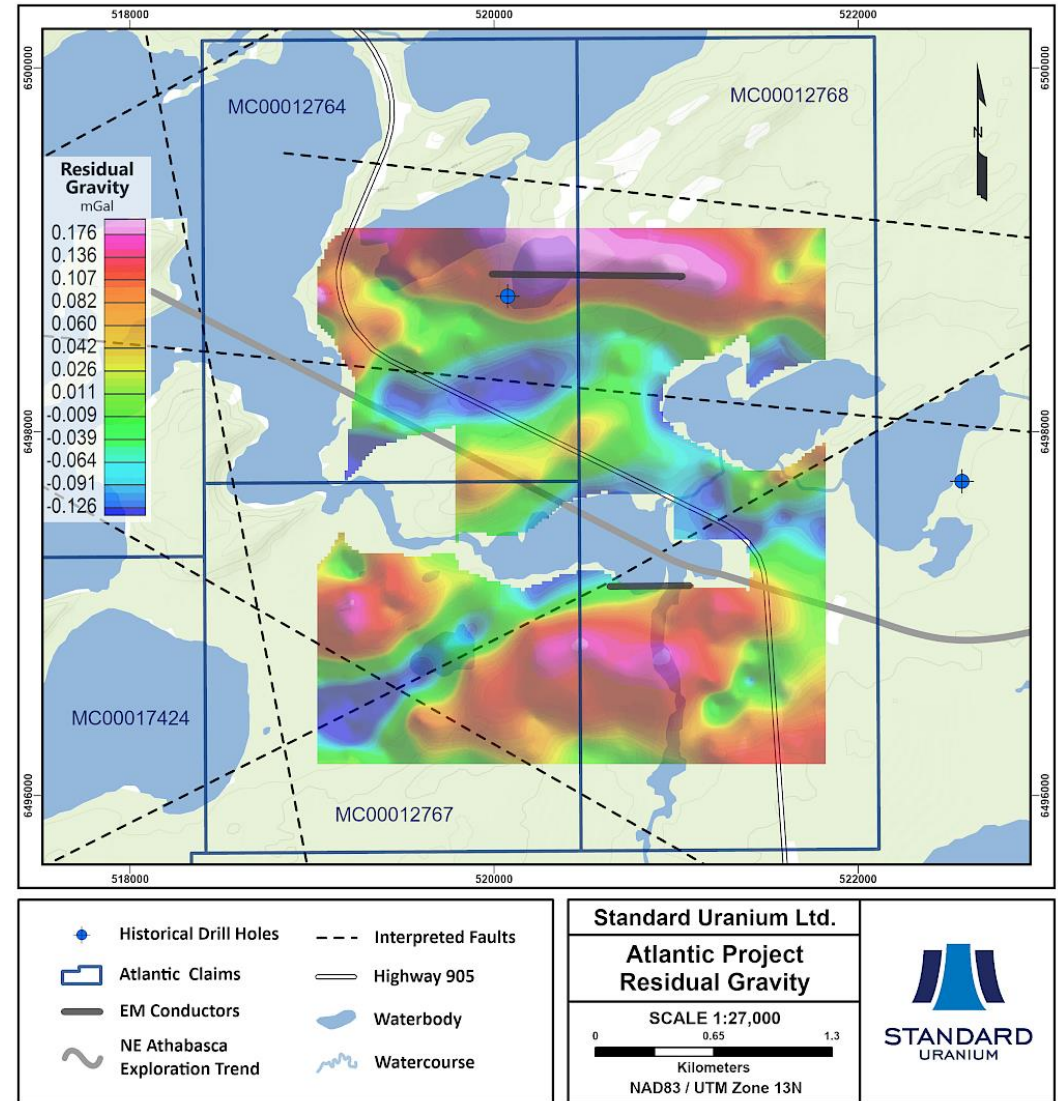 518000
520000
522000
6500000
6500000
MC00012764
MC00012768
N
Residual
Gravity
mGal
0.176
0.136
0.107
0.082
0.060
0.042
0.026
0.011
-0.009
-0.039
-0.064
-0.091
-0.126
6498000
6498000
MC00017424
MC00012767
6496000
6496000
518000
520000
522000
Historical Drill Holes
Atlantic Claims
EM Conductors
NE Athabasca
Exploration Trend
Interpreted Faults
Highway 905
Waterbody
Watercourse
Standard Uranium Ltd.
Atlantic Project
Residual Gravity
SCALE 1:27,000
0 0.65 1.3
Kilometers
NAD83 / UTM Zone 13N
STANDARD
URANIUM